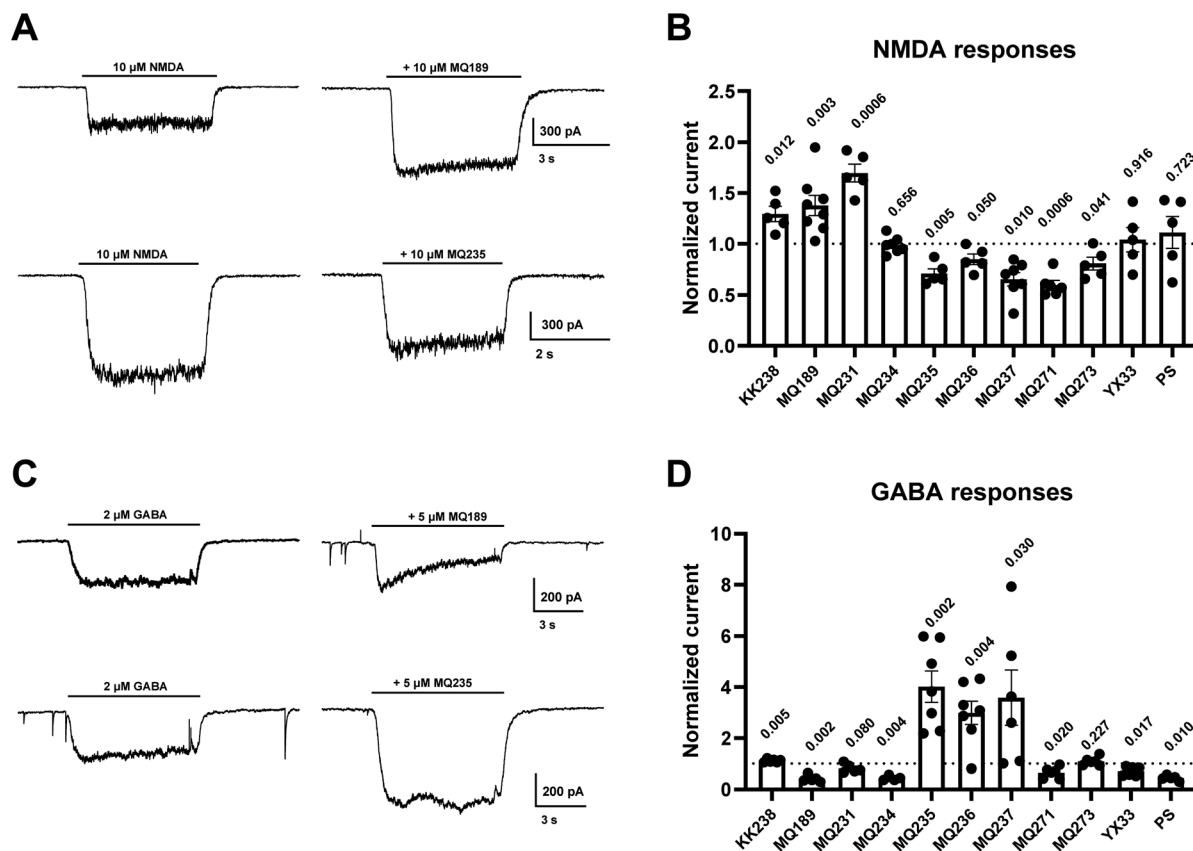 A
10 µM NMDA
+ 10 µM MQ189
300 pA
3 s
10 µM NMDA
+ 10 µM MQ235
300 pA
2 s
B
NMDA responses
Normalized current
2.5
2.0
1.5
1.0
0.5
0.0
0.012
0.003
0.0006
0.656
0.005
0.050
0.010
0.0006
0.041
0.916
0.723
KK238
MQ189
MQ231
MQ234
MQ235
MQ236
MQ237
MQ271
MQ273
YX33
PS
C
2 µM GABA
+ 5 µM MQ189
200 pA
3 s
2 µM GABA
+ 5 µM MQ235
200 pA
3 s
D
GABA responses
Normalized current
10
8
6
4
2
0
0.005
0.002
0.080
0.004
0.002
0.004
0.030
0.020
0.227
0.017
0.010
KK238
MQ189
MQ231
MQ234
MQ235
MQ236
MQ237
MQ271
MQ273
YX33
PS